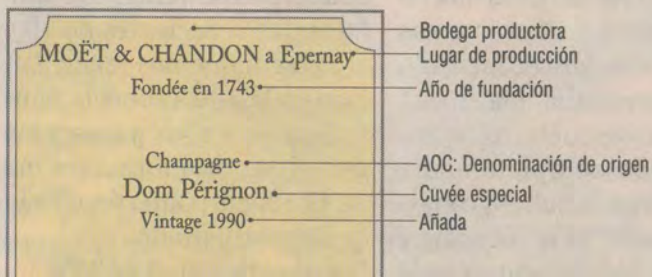 Bodega productora
MOËT & CHANDON a Epernay
Lugar de producción
Fondée en 1743
Año de fundación
Champagne
AOC: Denominación de origen
Dom Pérignon
Cuvée especial
Vintage 1990
Añada